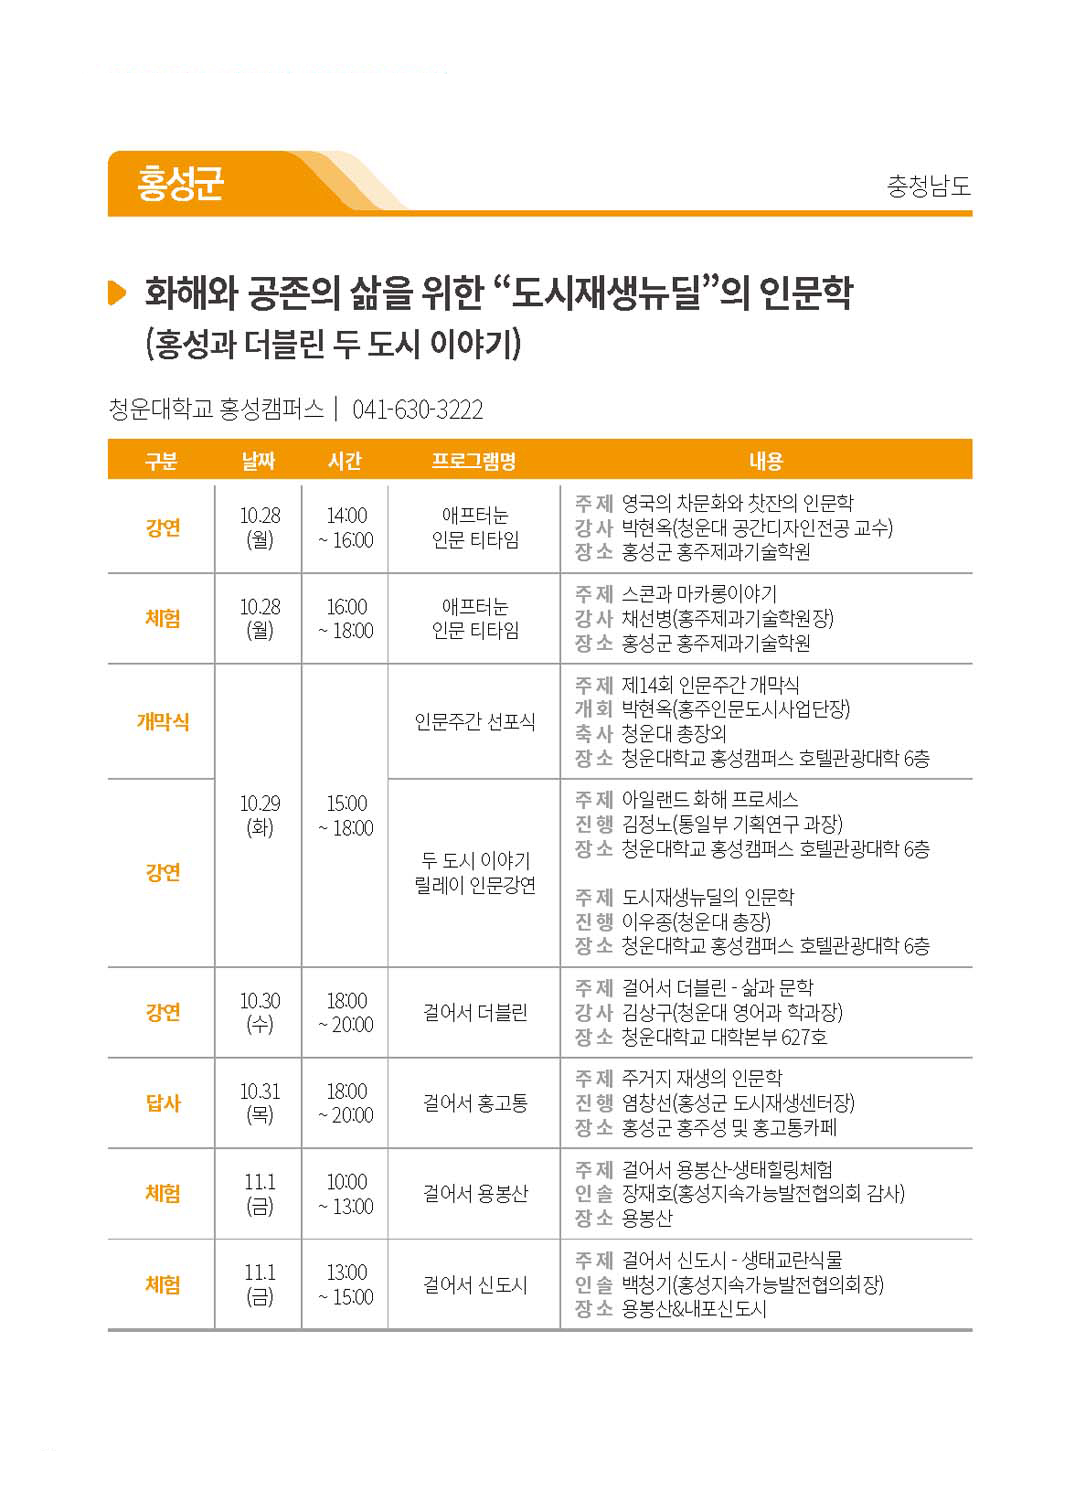 홍성군
충청남도
화해와 공존의 삶을 위한 “도시재생뉴딜”의 인문학
(홍성과 더블린 두 도시 이야기)
청운대학교 홍성캠퍼스 | 041-630-3222
구분 날짜 시간 프로그램명 내용
강연
10.28
(월)
14:00
~ 16:00
애프터눈
인문 티타임
주 제 영국의 차문화와 찻잔의 인문학
강 사 박현옥(청운대 공간디자인전공 교수)
장 소 홍성군 홍주제과기술학원
체험
10.28
(월)
16:00
~ 18:00
애프터눈
인문 티타임
주 제 스콘과 마카롱이야기
강 사 채선병(홍주제과기술학원장)
장 소 홍성군 홍주제과기술학원
개막식
10.29
(화)
15:00
~ 18:00
인문주간 선포식
주 제 제14회 인문주간 개막식
개 회 박현옥(홍주인문도시사업단장)
축 사 청운대 총장외
장 소 청운대학교 홍성캠퍼스 호텔관광대학 6층
강연
두 도시 이야기
릴레이 인문강연
주 제 아일랜드 화해 프로세스
진 행 김정노(통일부 기획연구 과장)
장 소 청운대학교 홍성캠퍼스 호텔관광대학 6층
주 제 도시재생뉴딜의 인문학
진 행 이우종(청운대 총장)
장 소 청운대학교 홍성캠퍼스 호텔관광대학 6층
강연
10.30
(수)
18:00
~ 20:00
걸어서 더블린
주 제 걸어서 더블린 - 삶과 문학
강 사 김상구(청운대 영어과 학과장)
장 소 청운대학교 대학본부 627호
답사
10.31
(목)
18:00
~ 20:00
걸어서 홍고통
주 제 주거지 재생의 인문학
진 행 염창선(홍성군 도시재생센터장)
장 소 홍성군 홍주성 및 홍고통카페
체험
11.1
(금)
10:00
~ 13:00
걸어서 용봉산
주 제 걸어서 용봉산-생태힐링체험
인 솔 장재호(홍성지속가능발전협의회 감사)
장 소 용봉산
체험
11.1
(금)
13:00
~ 15:00
걸어서 신도시
주 제 걸어서 신도시 - 생태교란식물
인 솔 백청기(홍성지속가능발전협의회장)
장 소 용봉산&내포신도시